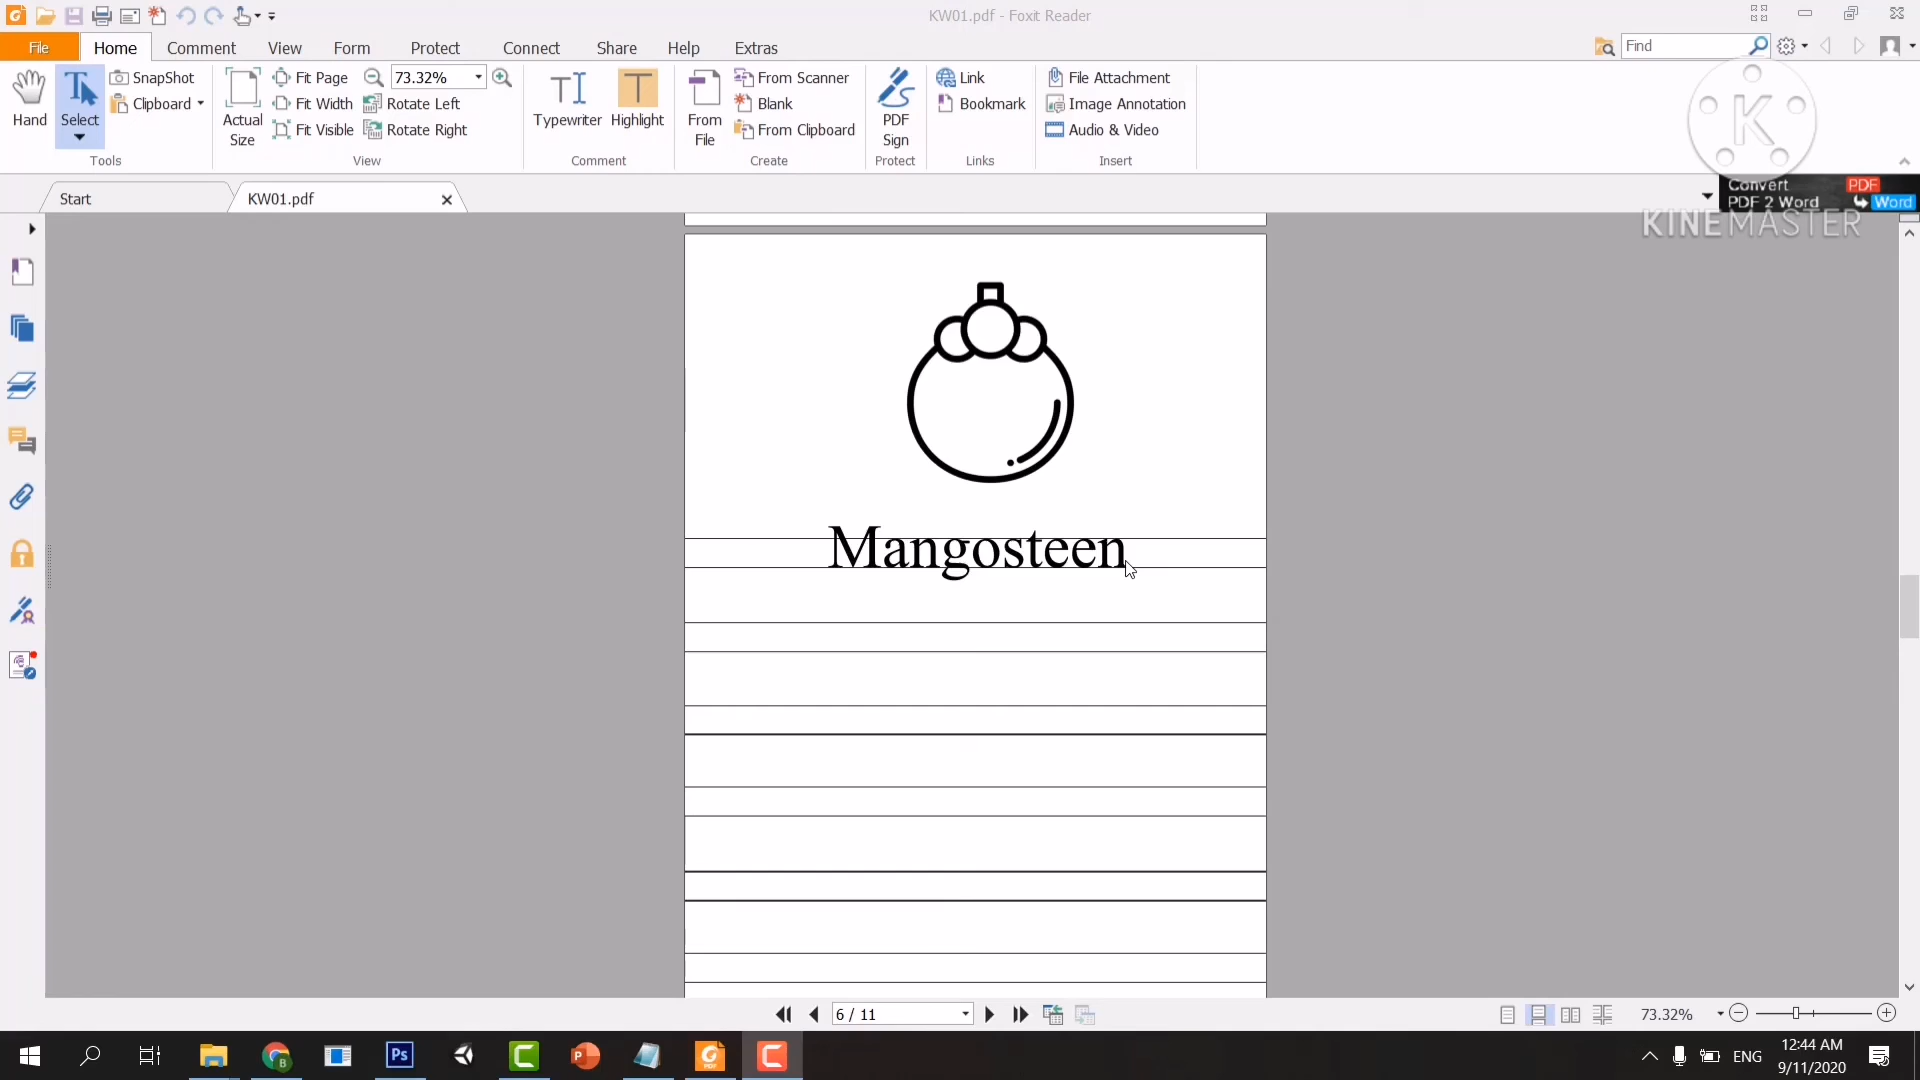 KW01.pdf - Foxit Reader
File
Home
Comment
View
Form
Protect
Connect
Share
Help
Extras
Find
Hand
Select
SnapShot
Clipboard
Tools
Actual Size
Fit Page
Fit Width
Fit Visible
73.32%
Rotate Left
Rotate Right
View
Typewriter
Highlight
Comment
From File
From Scanner
Blank
From Clipboard
Create
PDF Sign
Protect
Link
Bookmark
Links
File Attachment
Image Annotation
Audio & Video
Insert
K
Start
KW01.pdf
Convert PDF
PDF 2 Word Word
KINEMASTER
Mangosteen
6 / 11
73.32%
Ps
ENG
12:44 AM
9/11/2020